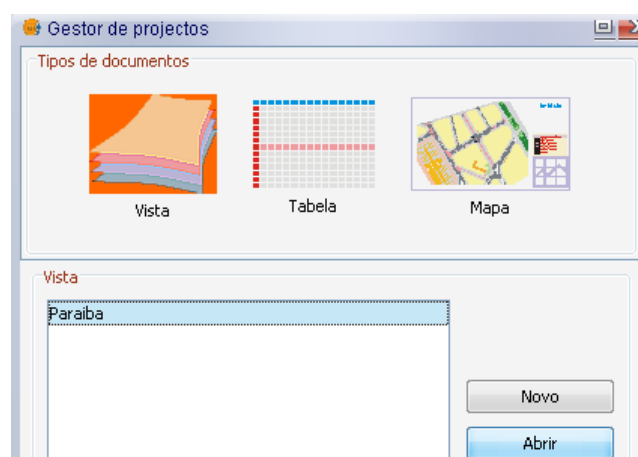 Gestor de projectos
Tipos de documentos
Vista
Tabela
Mapa
Vista
Paraiba
Novo
Abrir